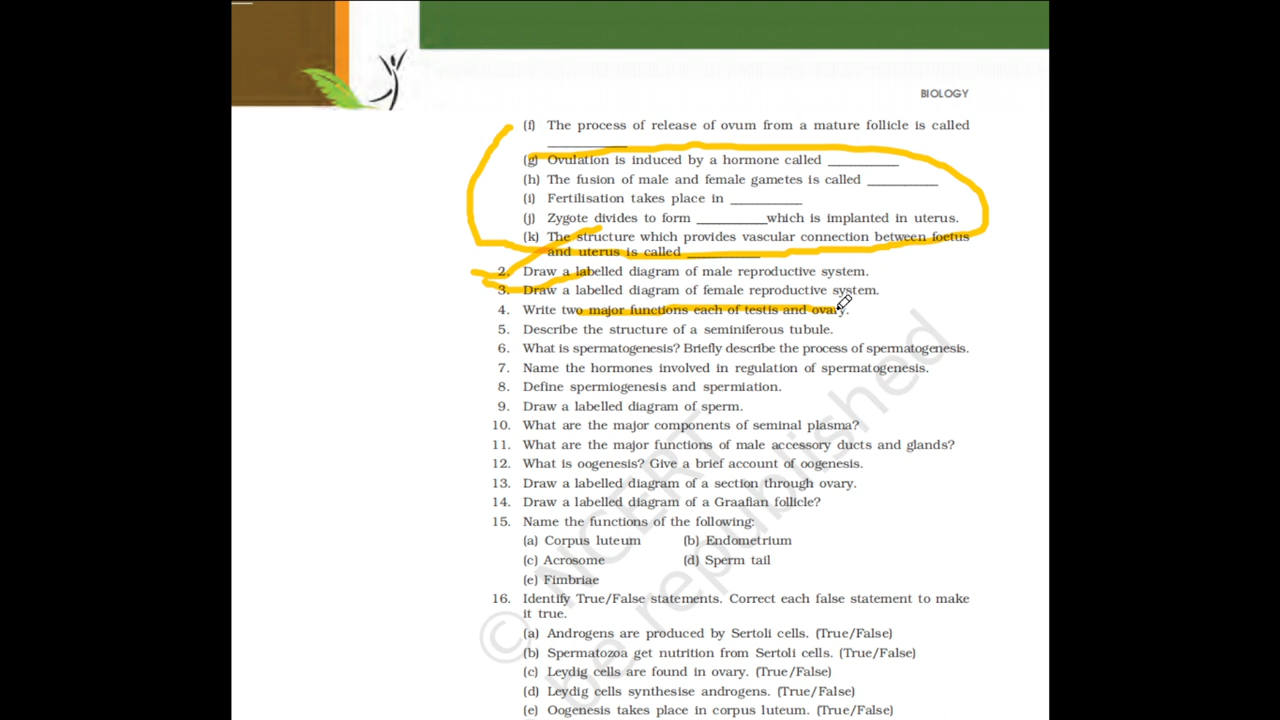 BIOLOGY
(f) The process of release of ovum from a mature follicle is called
____________
(g) Ovulation is induced by a hormone called ___________
(h) The fusion of male and female gametes is called ___________
(i) Fertilisation takes place in ___________
(j) Zygote divides to form ___________which is implanted in uterus.
(k) The structure which provides vascular connection between foetus
and uterus is called ___________
2. Draw a labelled diagram of male reproductive system.
3. Draw a labelled diagram of female reproductive system.
4. Write two major functions each of testis and ovary.
5. Describe the structure of a seminiferous tubule.
6. What is spermatogenesis? Briefly describe the process of spermatogenesis.
7. Name the hormones involved in regulation of spermatogenesis.
8. Define spermiogenesis and spermiation.
9. Draw a labelled diagram of sperm.
10. What are the major components of seminal plasma?
11. What are the major functions of male accessory ducts and glands?
12. What is oogenesis? Give a brief account of oogenesis.
13. Draw a labelled diagram of a section through ovary.
14. Draw a labelled diagram of a Graafian follicle?
15. Name the functions of the following:
(a) Corpus luteum (b) Endometrium
(c) Acrosome (d) Sperm tail
(e) Fimbriae
16. Identify True/False statements. Correct each false statement to make
it true.
(a) Androgens are produced by Sertoli cells. (True/False)
(b) Spermatozoa get nutrition from Sertoli cells. (True/False)
(c) Leydig cells are found in ovary. (True/False)
(d) Leydig cells synthesise androgens. (True/False)
(e) Oogenesis takes place in corpus luteum. (True/False)
© NCERT
be republished